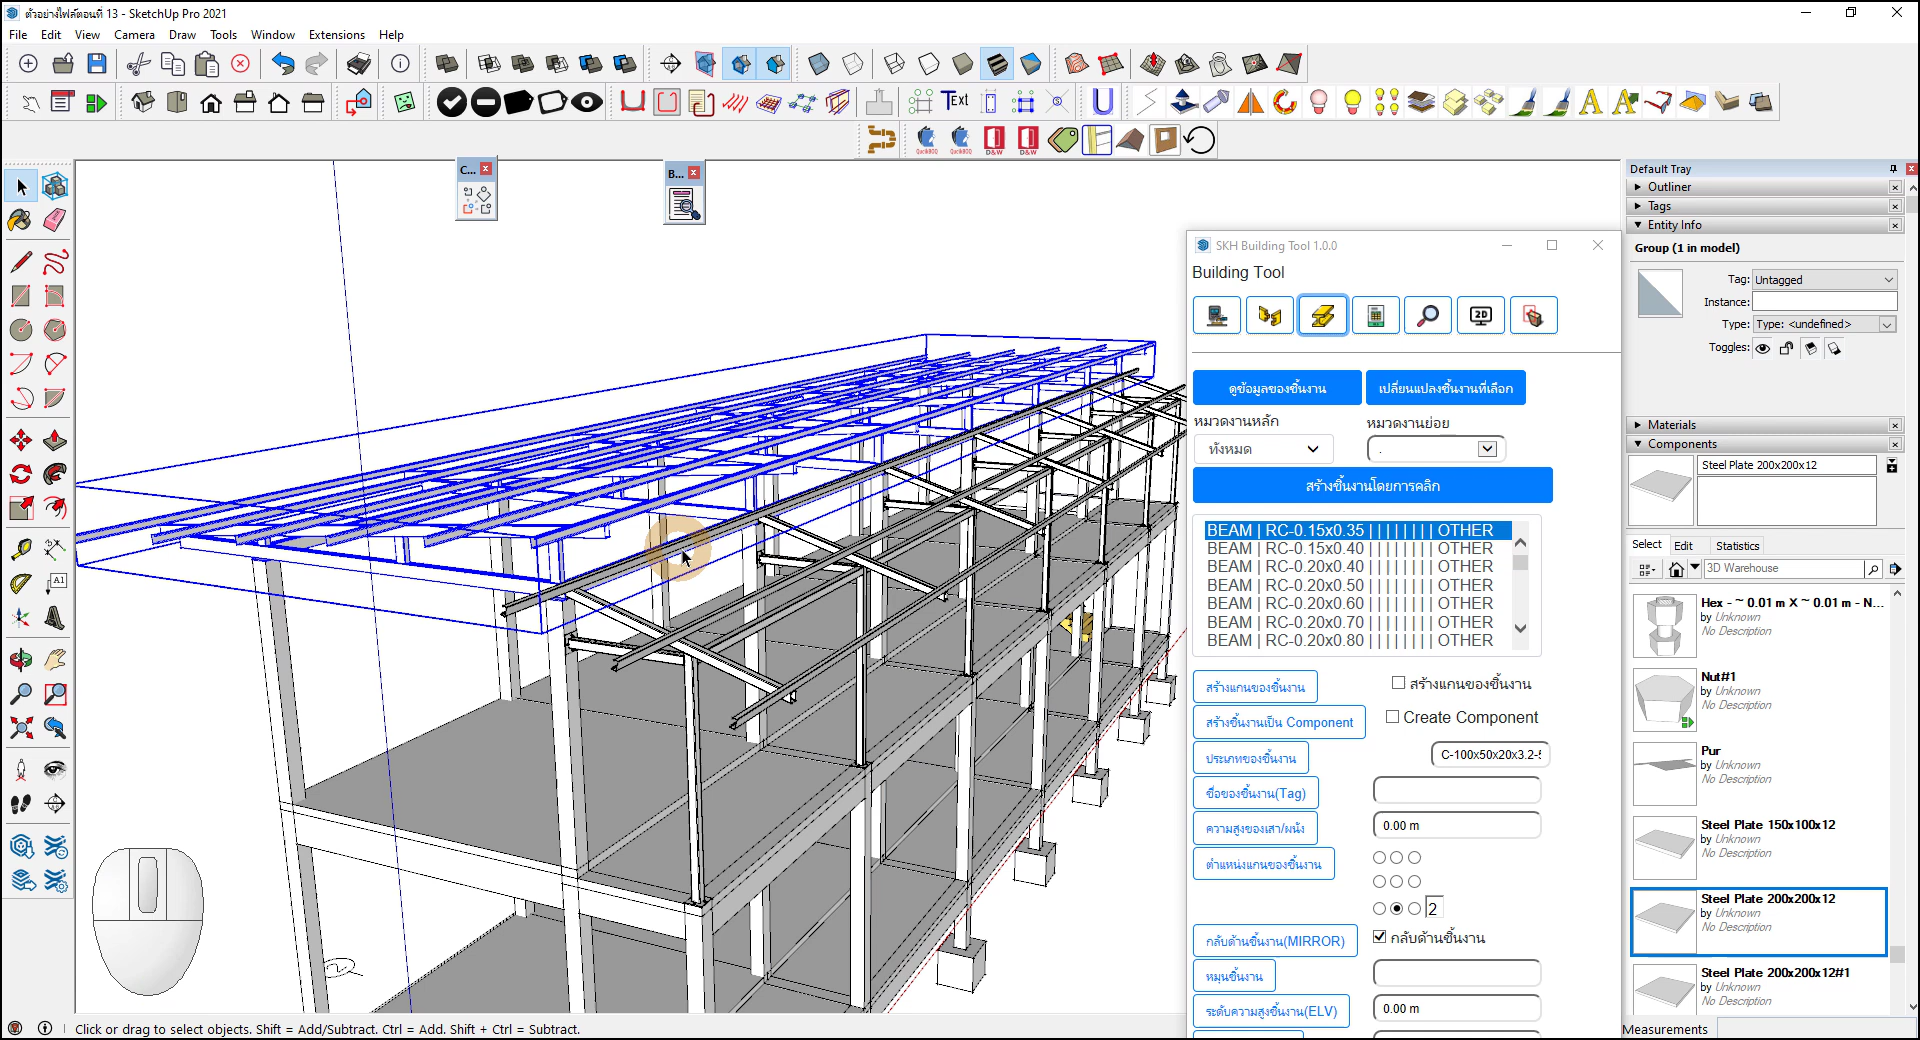 ตัวอย่างไฟล์ตอนที่ 13 - SketchUp Pro 2021
File Edit View Camera Draw Tools Window Extensions Help
Text
QurikBOQ QurikBOQ D&W D&W
C...
B...
A1
SKH Building Tool 1.0.0
Building Tool
2D
ดูข้อมูลของชิ้นงาน เปลี่ยนแปลงชิ้นงานที่เลือก
หมวดงานหลัก หมวดงานย่อย
ทั้งหมด .
สร้างชิ้นงานโดยการคลิก
BEAM | RC-0.15x0.35 | | | | | | | | OTHER
BEAM | RC-0.15x0.40 | | | | | | | | OTHER
BEAM | RC-0.20x0.40 | | | | | | | | OTHER
BEAM | RC-0.20x0.50 | | | | | | | | OTHER
BEAM | RC-0.20x0.60 | | | | | | | | OTHER
BEAM | RC-0.20x0.70 | | | | | | | | OTHER
BEAM | RC-0.20x0.80 | | | | | | | | OTHER
สร้างแกนของชิ้นงาน สร้างแกนของชิ้นงาน
สร้างชิ้นงานเป็น Component Create Component
ประเภทของชิ้นงาน C-100x50x20x3.2-
ชื่อของชิ้นงาน(Tag)
ความสูงของเสา/ผนัง 0.00 m
ตำแหน่งแกนของชิ้นงาน
2
กลับด้านชิ้นงาน(MIRROR) กลับด้านชิ้นงาน
หมุนชิ้นงาน
ระดับความสูงชิ้นงาน(ELV) 0.00 m
Default Tray
Outliner
Tags
Entity Info
Group (1 in model)
Tag: Untagged
Instance:
Type: Type: <undefined>
Toggles:
Materials
Components
Steel Plate 200x200x12
Select Edit Statistics
3D Warehouse
Hex - ~ 0.01 m X ~ 0.01 m - N...
by Unknown
No Description
Nut#1
by Unknown
No Description
Pur
by Unknown
No Description
Steel Plate 150x100x12
by Unknown
No Description
Steel Plate 200x200x12
by Unknown
No Description
Steel Plate 200x200x12#1
by Unknown
No Description
2
Click or drag to select objects. Shift = Add/Subtract. Ctrl = Add. Shift + Ctrl = Subtract.
Measurements